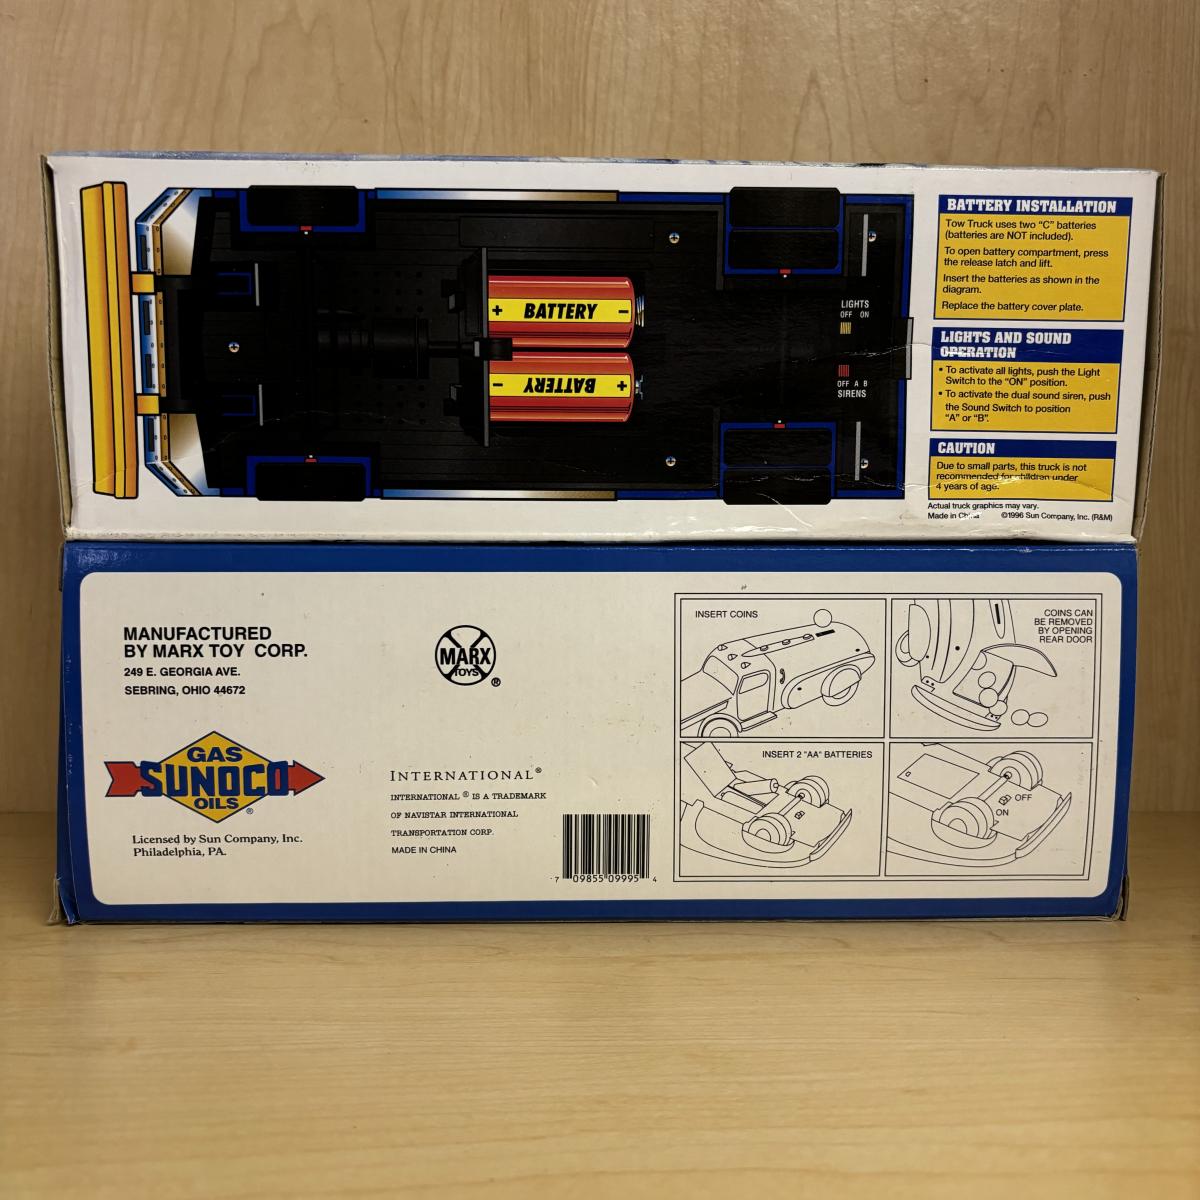 BATTERY INSTALLATION
Tow Truck uses two "C" batteries
(batteries are NOT included).
To open battery compartment, press
the release latch and lift.
Insert the batteries as shown in the
diagram.
Replace the battery cover plate.
LIGHTS AND SOUND
OPERATION
• To activate all lights, push the Light
Switch to the "ON" position.
• To activate the dual sound siren, push
the Sound Switch to position
"A" or "B".
CAUTION
Due to small parts, this truck is not
recommended for children under
4 years of age.
Actual truck graphics may vary.
Made in China ©1996 Sun Company, Inc. (R&M)
+ BATTERY −
− BATTERY +
LIGHTS
OFF ON
OFF A B
SIRENS
MANUFACTURED
BY MARX TOY CORP.
249 E. GEORGIA AVE.
SEBRING, OHIO 44672
MARX
TOYS
®
GAS
SUNOCO
OILS
®
Licensed by Sun Company, Inc.
Philadelphia, PA.
INTERNATIONAL®
INTERNATIONAL ® IS A TRADEMARK
OF NAVISTAR INTERNATIONAL
TRANSPORTATION CORP.
MADE IN CHINA
7 09855 09995 4
INSERT COINS
COINS CAN
BE REMOVED
BY OPENING
REAR DOOR
INSERT 2 "AA" BATTERIES
OFF
ON